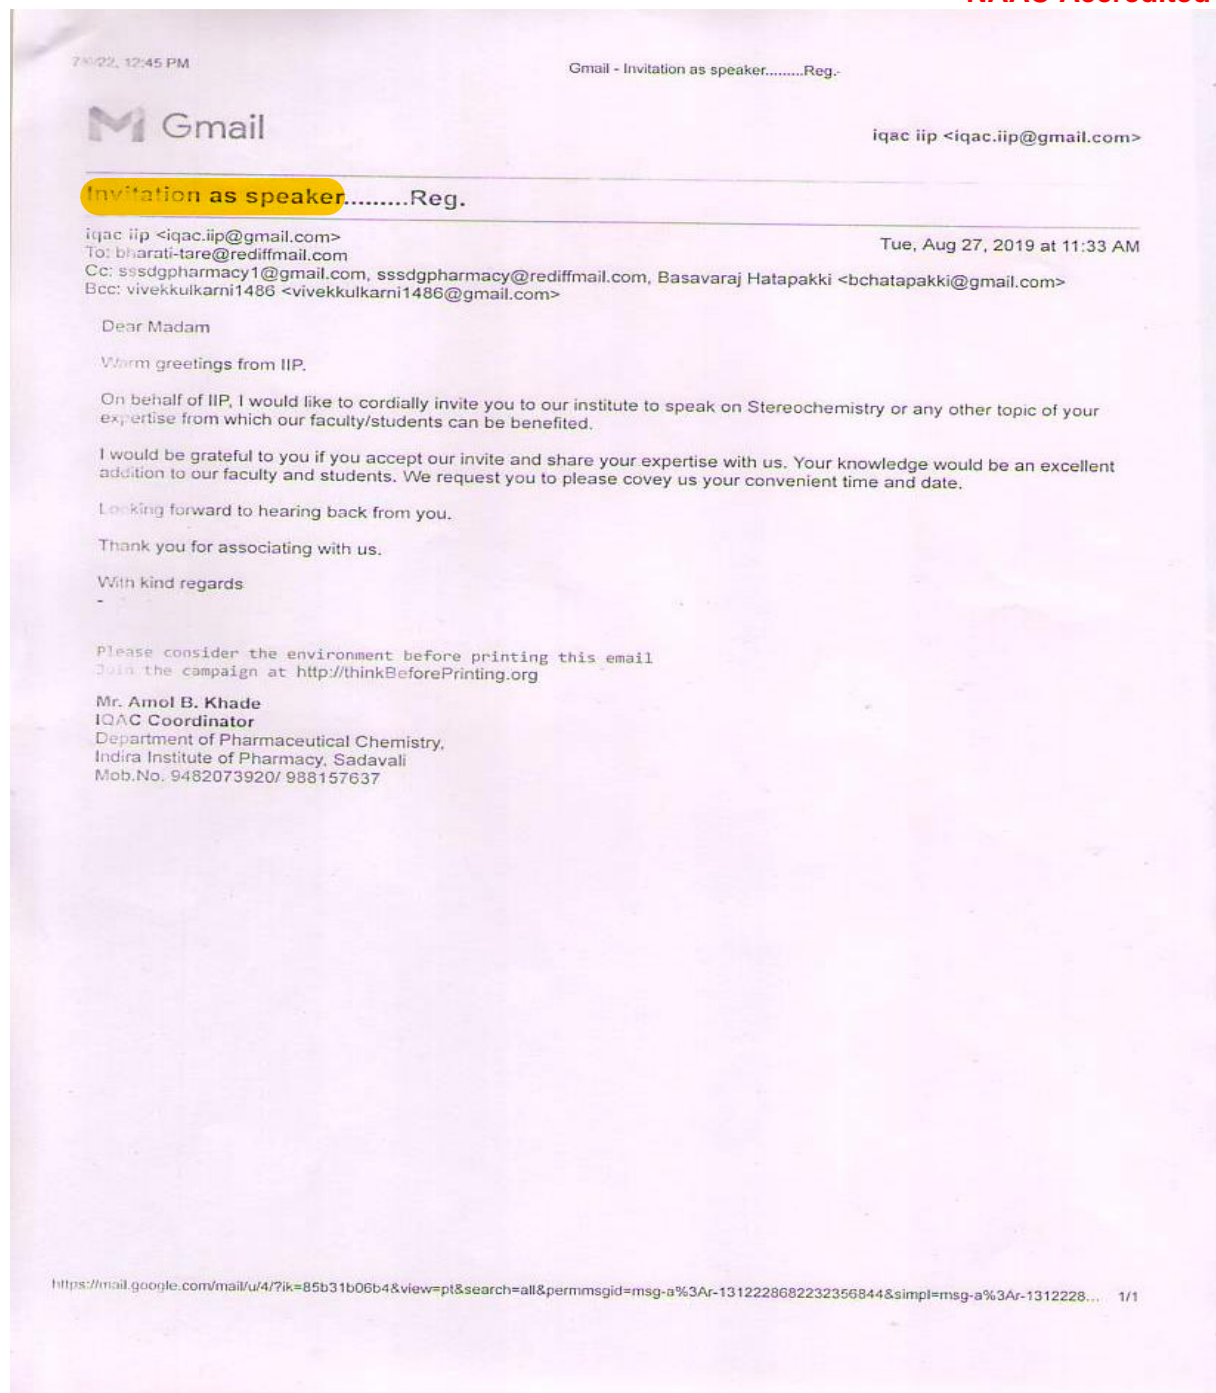 NAAC Accredited
12:45 PM
Gmail - Invitation as speaker.........Reg.-
Gmail
iqac iip <iqac.iip@gmail.com>
Invitation as speaker.........Reg.
iqac iip <iqac.iip@gmail.com>
Tue, Aug 27, 2019 at 11:33 AM
To: bharati-tare@rediffmail.com
Cc: sssdgpharmacy1@gmail.com, sssdgpharmacy@rediffmail.com, Basavaraj Hatapakki <bchatapakki@gmail.com>
Bcc: vivekkulkarni1486 <vivekkulkarni1486@gmail.com>
Dear Madam
Warm greetings from IIP.
On behalf of IIP, I would like to cordially invite you to our institute to speak on Stereochemistry or any other topic of your
expertise from which our faculty/students can be benefited.
I would be grateful to you if you accept our invite and share your expertise with us. Your knowledge would be an excellent
addition to our faculty and students. We request you to please covey us your convenient time and date.
Looking forward to hearing back from you.
Thank you for associating with us.
With kind regards
-
Please consider the environment before printing this email
Join the campaign at http://thinkBeforePrinting.org
Mr. Amol B. Khade
IQAC Coordinator
Department of Pharmaceutical Chemistry,
Indira Institute of Pharmacy, Sadavali
Mob.No. 9482073920/ 988157637
https://mail.google.com/mail/u/4/?ik=85b31b06b4&view=pt&search=all&permmsgid=msg-a%3Ar-1312228682232356844&simpl=msg-a%3Ar-1312228... 1/1